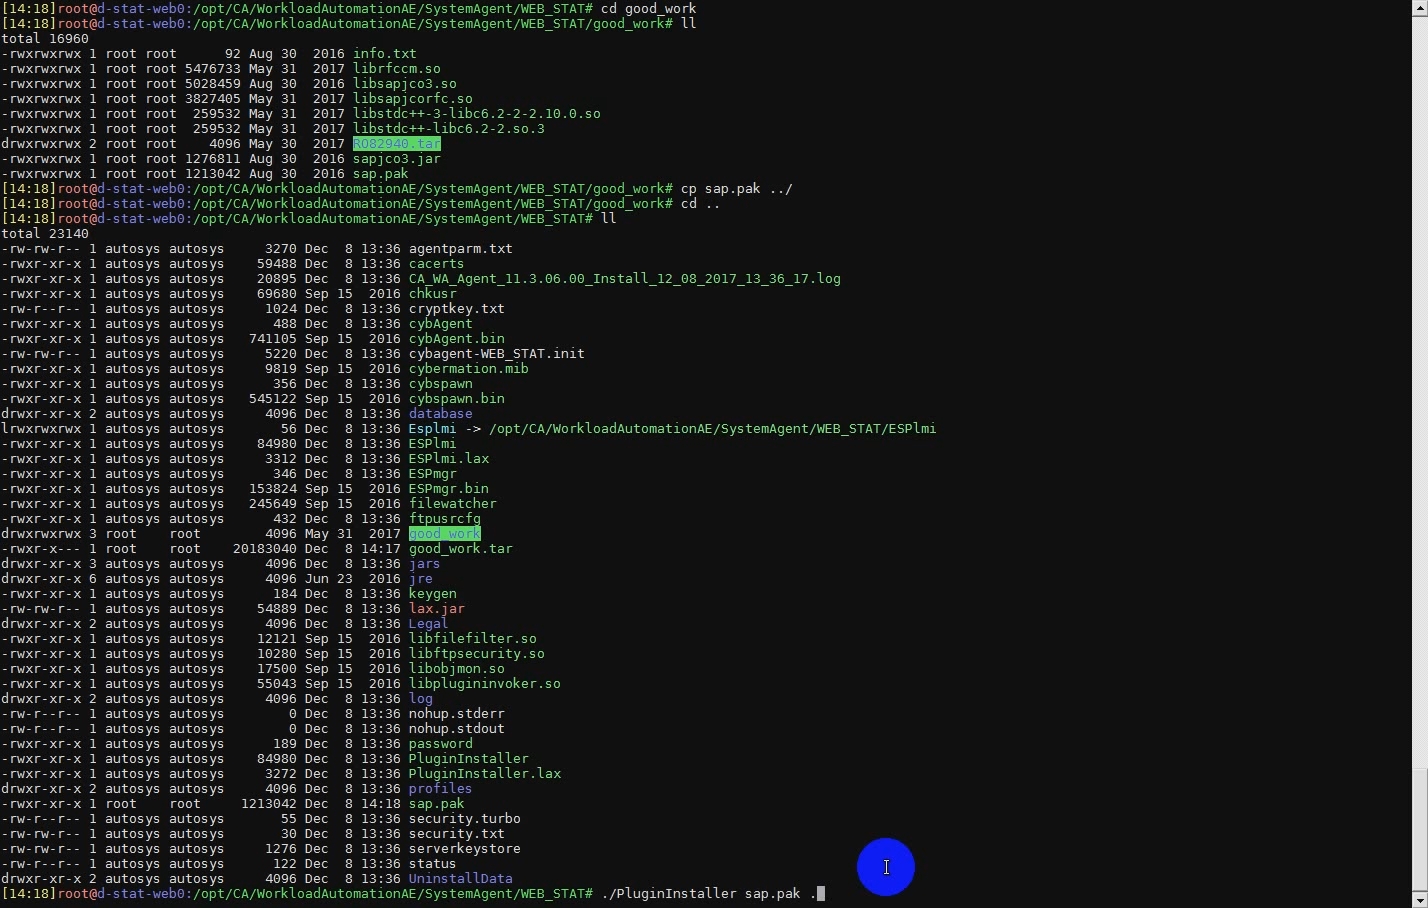 [14:18]root@d-stat-web0:/opt/CA/WorkloadAutomationAE/SystemAgent/WEB_STAT# cd good_work
[14:18]root@d-stat-web0:/opt/CA/WorkloadAutomationAE/SystemAgent/WEB_STAT/good_work# ll
total 16960
-rwxrwxrwx 1 root root      92 Aug 30  2016 info.txt
-rwxrwxrwx 1 root root 5476733 May 31  2017 librfccm.so
-rwxrwxrwx 1 root root 5028459 Aug 30  2016 libsapjco3.so
-rwxrwxrwx 1 root root 3827405 May 31  2017 libsapjcorfc.so
-rwxrwxrwx 1 root root  259532 May 31  2017 libstdc++-3-libc6.2-2-2.10.0.so
-rwxrwxrwx 1 root root  259532 May 31  2017 libstdc++-libc6.2-2.so.3
drwxrwxrwx 2 root root    4096 May 30  2017 RO82940.tar
-rwxrwxrwx 1 root root 1276811 Aug 30  2016 sapjco3.jar
-rwxrwxrwx 1 root root 1213042 Aug 30  2016 sap.pak
[14:18]root@d-stat-web0:/opt/CA/WorkloadAutomationAE/SystemAgent/WEB_STAT/good_work# cp sap.pak ../
[14:18]root@d-stat-web0:/opt/CA/WorkloadAutomationAE/SystemAgent/WEB_STAT/good_work# cd ..
[14:18]root@d-stat-web0:/opt/CA/WorkloadAutomationAE/SystemAgent/WEB_STAT# ll
total 23140
-rw-rw-r-- 1 autosys autosys     3270 Dec  8 13:36 agentparm.txt
-rwxr-xr-x 1 autosys autosys    59488 Dec  8 13:36 cacerts
-rwxr-xr-x 1 autosys autosys    20895 Dec  8 13:36 CA_WA_Agent_11.3.06.00_Install_12_08_2017_13_36_17.log
-rwxr-xr-x 1 autosys autosys    69680 Sep 15  2016 chkusr
-rw-r--r-- 1 autosys autosys     1024 Dec  8 13:36 cryptkey.txt
-rwxr-xr-x 1 autosys autosys      488 Dec  8 13:36 cybAgent
-rwxr-xr-x 1 autosys autosys   741105 Sep 15  2016 cybAgent.bin
-rw-rw-r-- 1 autosys autosys     5220 Dec  8 13:36 cybagent-WEB_STAT.init
-rwxr-xr-x 1 autosys autosys     9819 Sep 15  2016 cybermation.mib
-rwxr-xr-x 1 autosys autosys      356 Dec  8 13:36 cybspawn
-rwxr-xr-x 1 autosys autosys   545122 Sep 15  2016 cybspawn.bin
drwxr-xr-x 2 autosys autosys     4096 Dec  8 13:36 database
lrwxrwxrwx 1 autosys autosys       56 Dec  8 13:36 Esplmi -> /opt/CA/WorkloadAutomationAE/SystemAgent/WEB_STAT/ESPlmi
-rwxr-xr-x 1 autosys autosys    84980 Dec  8 13:36 ESPlmi
-rwxr-xr-x 1 autosys autosys     3312 Dec  8 13:36 ESPlmi.lax
-rwxr-xr-x 1 autosys autosys      346 Dec  8 13:36 ESPmgr
-rwxr-xr-x 1 autosys autosys   153824 Sep 15  2016 ESPmgr.bin
-rwxr-xr-x 1 autosys autosys   245649 Sep 15  2016 filewatcher
-rwxr-xr-x 1 autosys autosys      432 Dec  8 13:36 ftpusrcfg
drwxrwxrwx 3 root    root        4096 May 31  2017 good_work
-rwxr-x--- 1 root    root    20183040 Dec  8 14:17 good_work.tar
drwxr-xr-x 3 autosys autosys     4096 Dec  8 13:36 jars
drwxr-xr-x 6 autosys autosys     4096 Jun 23  2016 jre
-rwxr-xr-x 1 autosys autosys      184 Dec  8 13:36 keygen
-rw-rw-r-- 1 autosys autosys    54889 Dec  8 13:36 lax.jar
drwxr-xr-x 2 autosys autosys     4096 Dec  8 13:36 Legal
-rwxr-xr-x 1 autosys autosys    12121 Sep 15  2016 libfilefilter.so
-rwxr-xr-x 1 autosys autosys    10280 Sep 15  2016 libftpsecurity.so
-rwxr-xr-x 1 autosys autosys    17500 Sep 15  2016 libobjmon.so
-rwxr-xr-x 1 autosys autosys    55043 Sep 15  2016 libplugininvoker.so
drwxr-xr-x 2 autosys autosys     4096 Dec  8 13:36 log
-rw-r--r-- 1 autosys autosys        0 Dec  8 13:36 nohup.stderr
-rw-r--r-- 1 autosys autosys        0 Dec  8 13:36 nohup.stdout
-rwxr-xr-x 1 autosys autosys      189 Dec  8 13:36 password
-rwxr-xr-x 1 autosys autosys    84980 Dec  8 13:36 PluginInstaller
-rwxr-xr-x 1 autosys autosys     3272 Dec  8 13:36 PluginInstaller.lax
drwxr-xr-x 2 autosys autosys     4096 Dec  8 13:36 profiles
-rwxr-xr-x 1 root    root     1213042 Dec  8 14:18 sap.pak
-rw-r--r-- 1 autosys autosys       55 Dec  8 13:36 security.turbo
-rw-rw-r-- 1 autosys autosys       30 Dec  8 13:36 security.txt
-rw-rw-r-- 1 autosys autosys     1276 Dec  8 13:36 serverkeystore
-rw-r--r-- 1 autosys autosys      122 Dec  8 13:36 status
drwxr-xr-x 2 autosys autosys     4096 Dec  8 13:36 UninstallData
[14:18]root@d-stat-web0:/opt/CA/WorkloadAutomationAE/SystemAgent/WEB_STAT# ./PluginInstaller sap.pak .